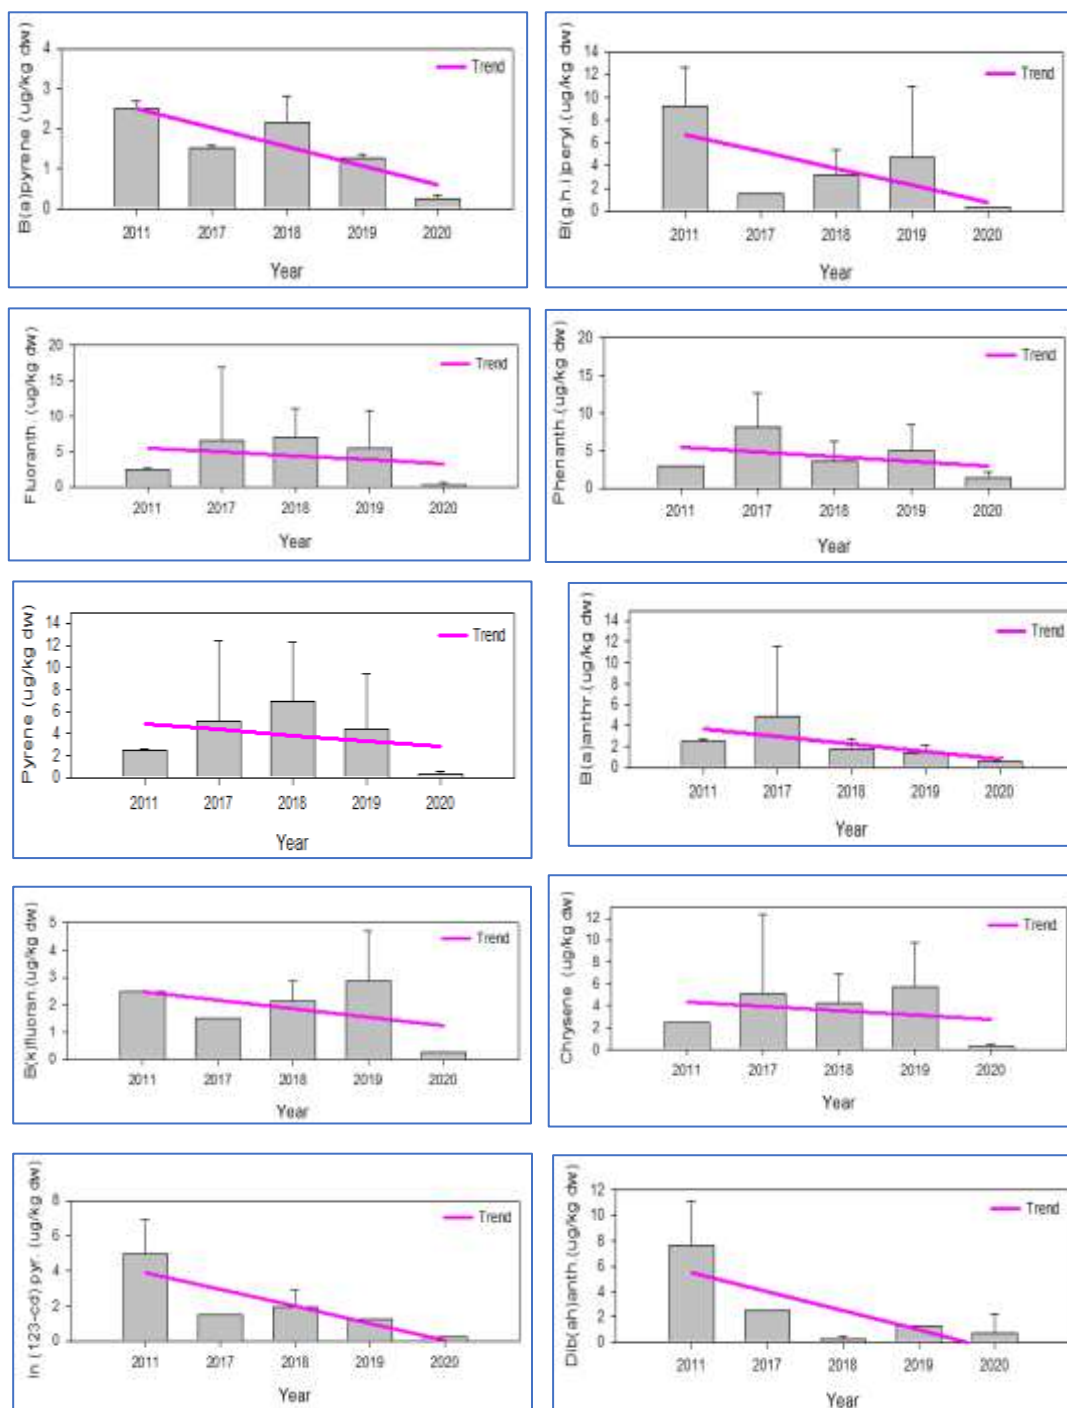 B(a)pyrene (ug/kg dw)
4
3
2
1
0
Trend
2011 2017 2018 2019 2020
Year
B(g.h.i)peryl.(ug/kg dw)
14
12
10
8
6
4
2
0
Trend
2011 2017 2018 2019 2020
Year
Fluoranth. (ug/kg dw)
20
15
10
5
0
Trend
2011 2017 2018 2019 2020
Year
Phenanth.(ug/kg dw)
20
15
10
5
0
Trend
2011 2017 2018 2019 2020
Year
Pyrene (ug/kg dw)
14
12
10
8
6
4
2
0
Trend
2011 2017 2018 2019 2020
Year
B(a)anthr.(ug/kg dw)
14
12
10
8
6
4
2
0
Trend
2011 2017 2018 2019 2020
Year
B(k)fluoran.(ug/kg dw)
5
4
3
2
1
0
Trend
2011 2017 2018 2019 2020
Year
Chrysene (ug/kg dw)
12
10
8
6
4
2
0
Trend
2011 2017 2018 2019 2020
Year
In (123-cd) pyr. (ug/kg dw)
8
6
4
2
0
Trend
2011 2017 2018 2019 2020
Year
Dib(ah)anth.(ug/kg dw)
12
10
8
6
4
2
0
Trend
2011 2017 2018 2019 2020
Year